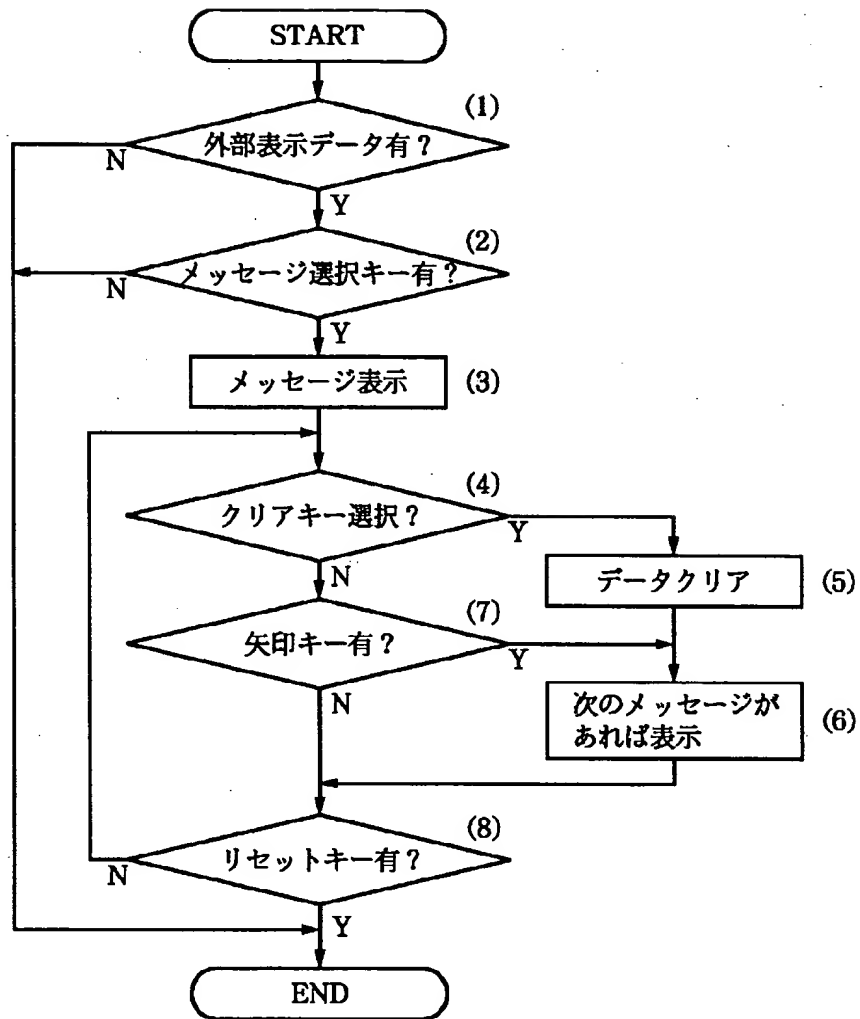 START
(1)
外部表示データ有?
N
Y
(2)
メッセージ選択キー有?
N
Y
メッセージ表示
(3)
(4)
クリアキー選択?
Y
N
データクリア
(5)
(7)
矢印キー有?
Y
N
次のメッセージが
あれば表示
(6)
(8)
リセットキー有?
N
Y
END